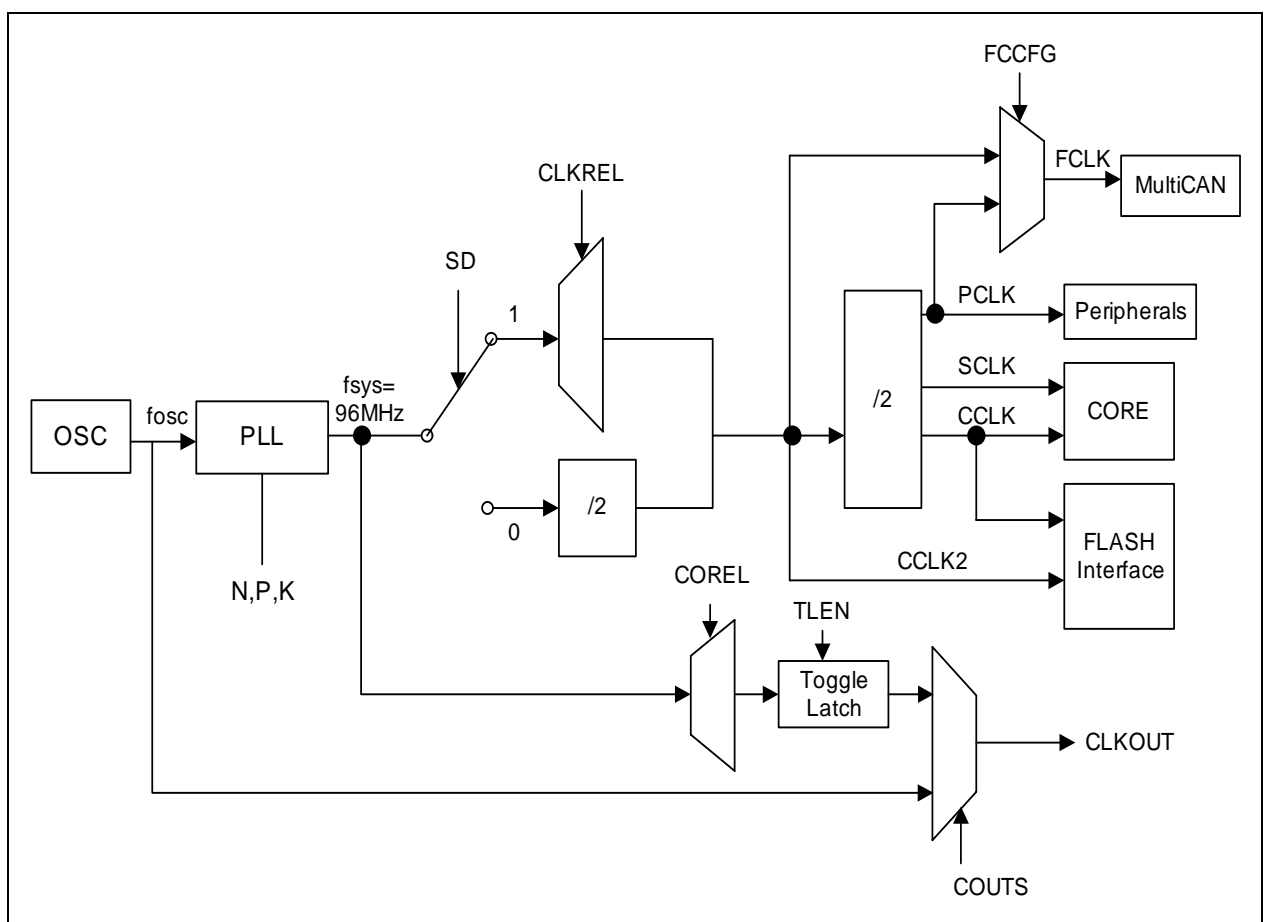 FCCFG
FCLK
MultiCAN
CLKREL
SD
1
PCLK
Peripherals
SCLK
CORE
CCLK
/2
fsys=
96MHz
fosc
OSC
PLL
/2
0
FLASH
Interface
CCLK2
N,P,K
COREL
TLEN
Toggle
Latch
CLKOUT
COUTS